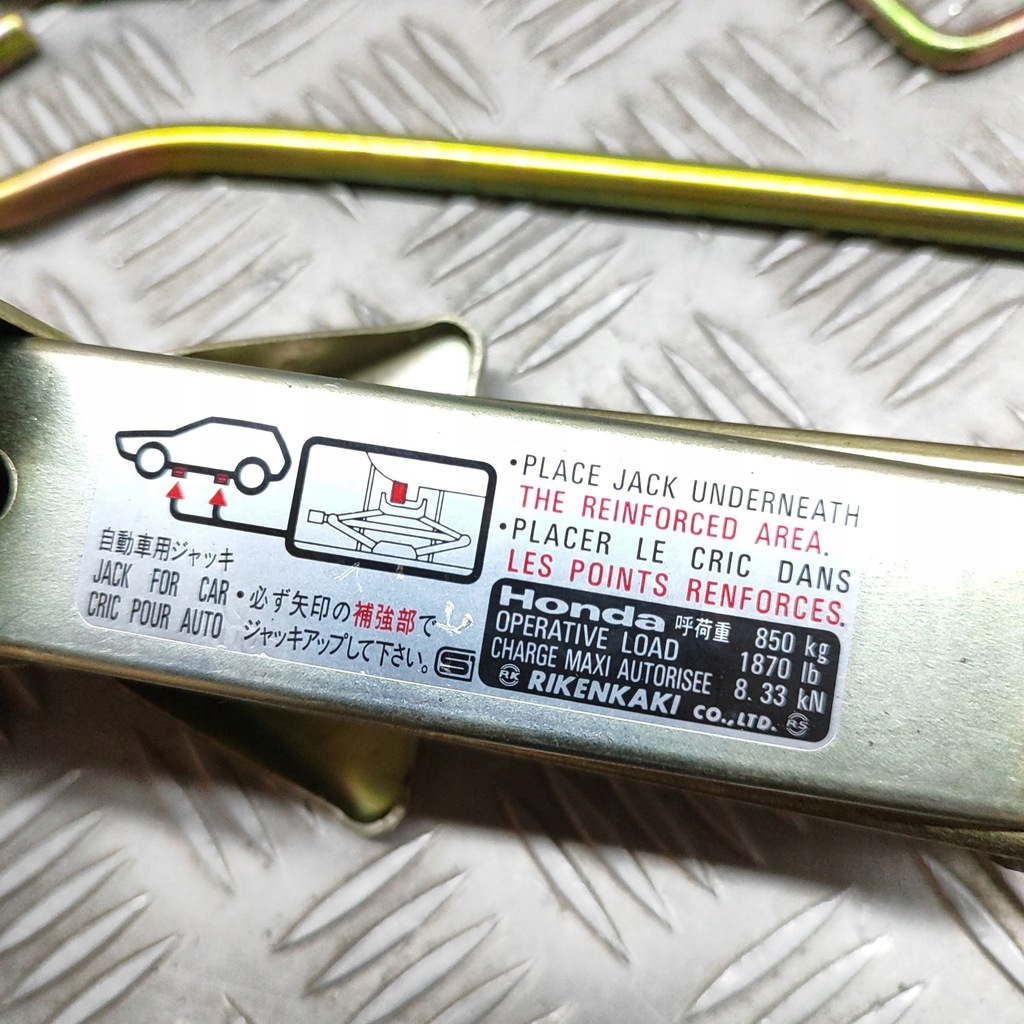 自動車用ジャッキ
JACK FOR CAR
CRIC POUR AUTO
• 必ず矢印の補強部で
ジャッキアップして下さい。
• PLACE JACK UNDERNEATH
THE REINFORCED AREA.
• PLACER LE CRIC DANS
LES POINTS RENFORCES.
Honda 呼荷重 850 kg
OPERATIVE LOAD 1870 lb
CHARGE MAXI AUTORISEE 8.33 kN
RK RIKENKAKI CO.,LTD. RS